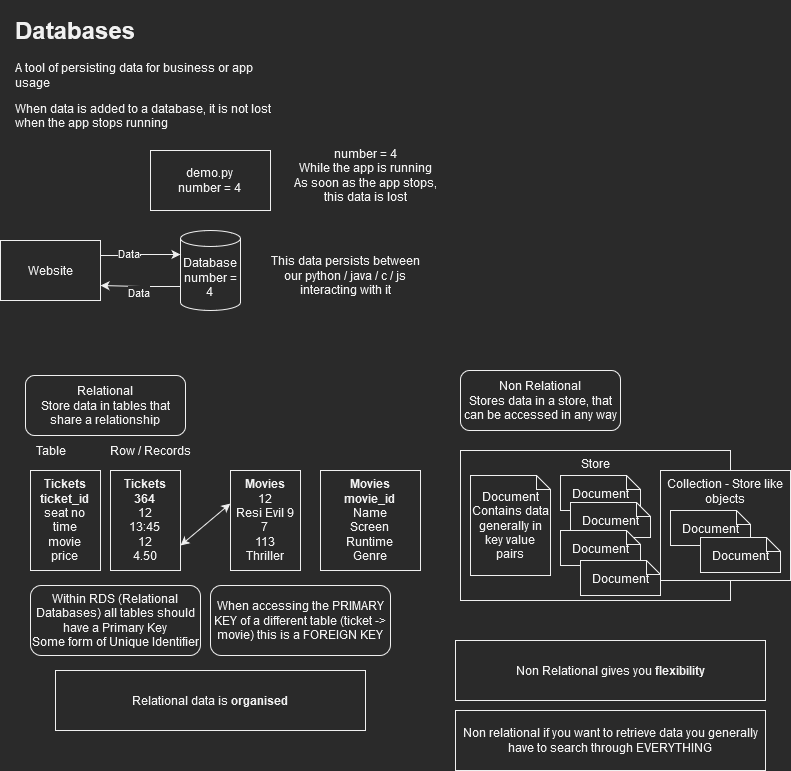 Databases
A tool of persisting data for business or app
usage
When data is added to a database, it is not lost
when the app stops running
demo.py
number = 4
number = 4
While the app is running
As soon as the app stops,
this data is lost
Website
Data
Data
Database
number =
4
This data persists between
our python / java / c / js
interacting with it
Relational
Store data in tables that
share a relationship
Table
Row / Records
Tickets
ticket_id
seat no
time
movie
price
Tickets
364
12
13:45
12
4.50
Movies
12
Resi Evil 9
7
113
Thriller
Movies
movie_id
Name
Screen
Runtime
Genre
Within RDS (Relational
Databases) all tables should
have a Primary Key
Some form of Unique Identifier
When accessing the PRIMARY
KEY of a different table (ticket ->
movie) this is a FOREIGN KEY
Relational data is organised
Non Relational
Stores data in a store, that
can be accessed in any way
Store
Document
Contains data
generally in
key value
pairs
Document
Document
Document
Document
Collection - Store like
objects
Document
Document
Non Relational gives you flexibility
Non relational if you want to retrieve data you generally
have to search through EVERYTHING